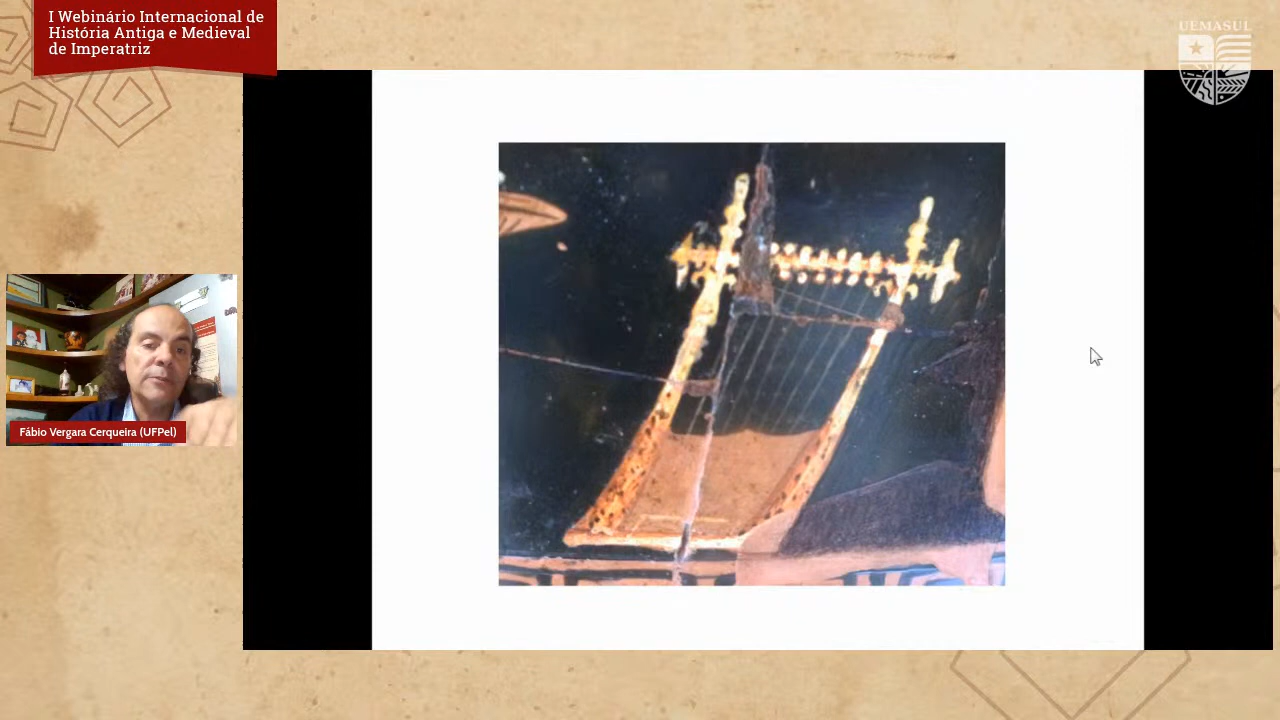 I Webinário Internacional de
História Antiga e Medieval
de Imperatriz
UEMASUL
Fábio Vergara Cerqueira (UFPel)